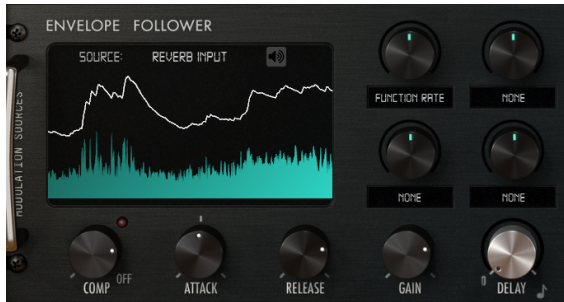 ENVELOPE FOLLOWER
SOURCE: REVERB INPUT
MODULATION SOURCES
FUNCTION RATE
NONE
NONE
NONE
OFF
0
COMP
ATTACK
RELEASE
GAIN
DELAY